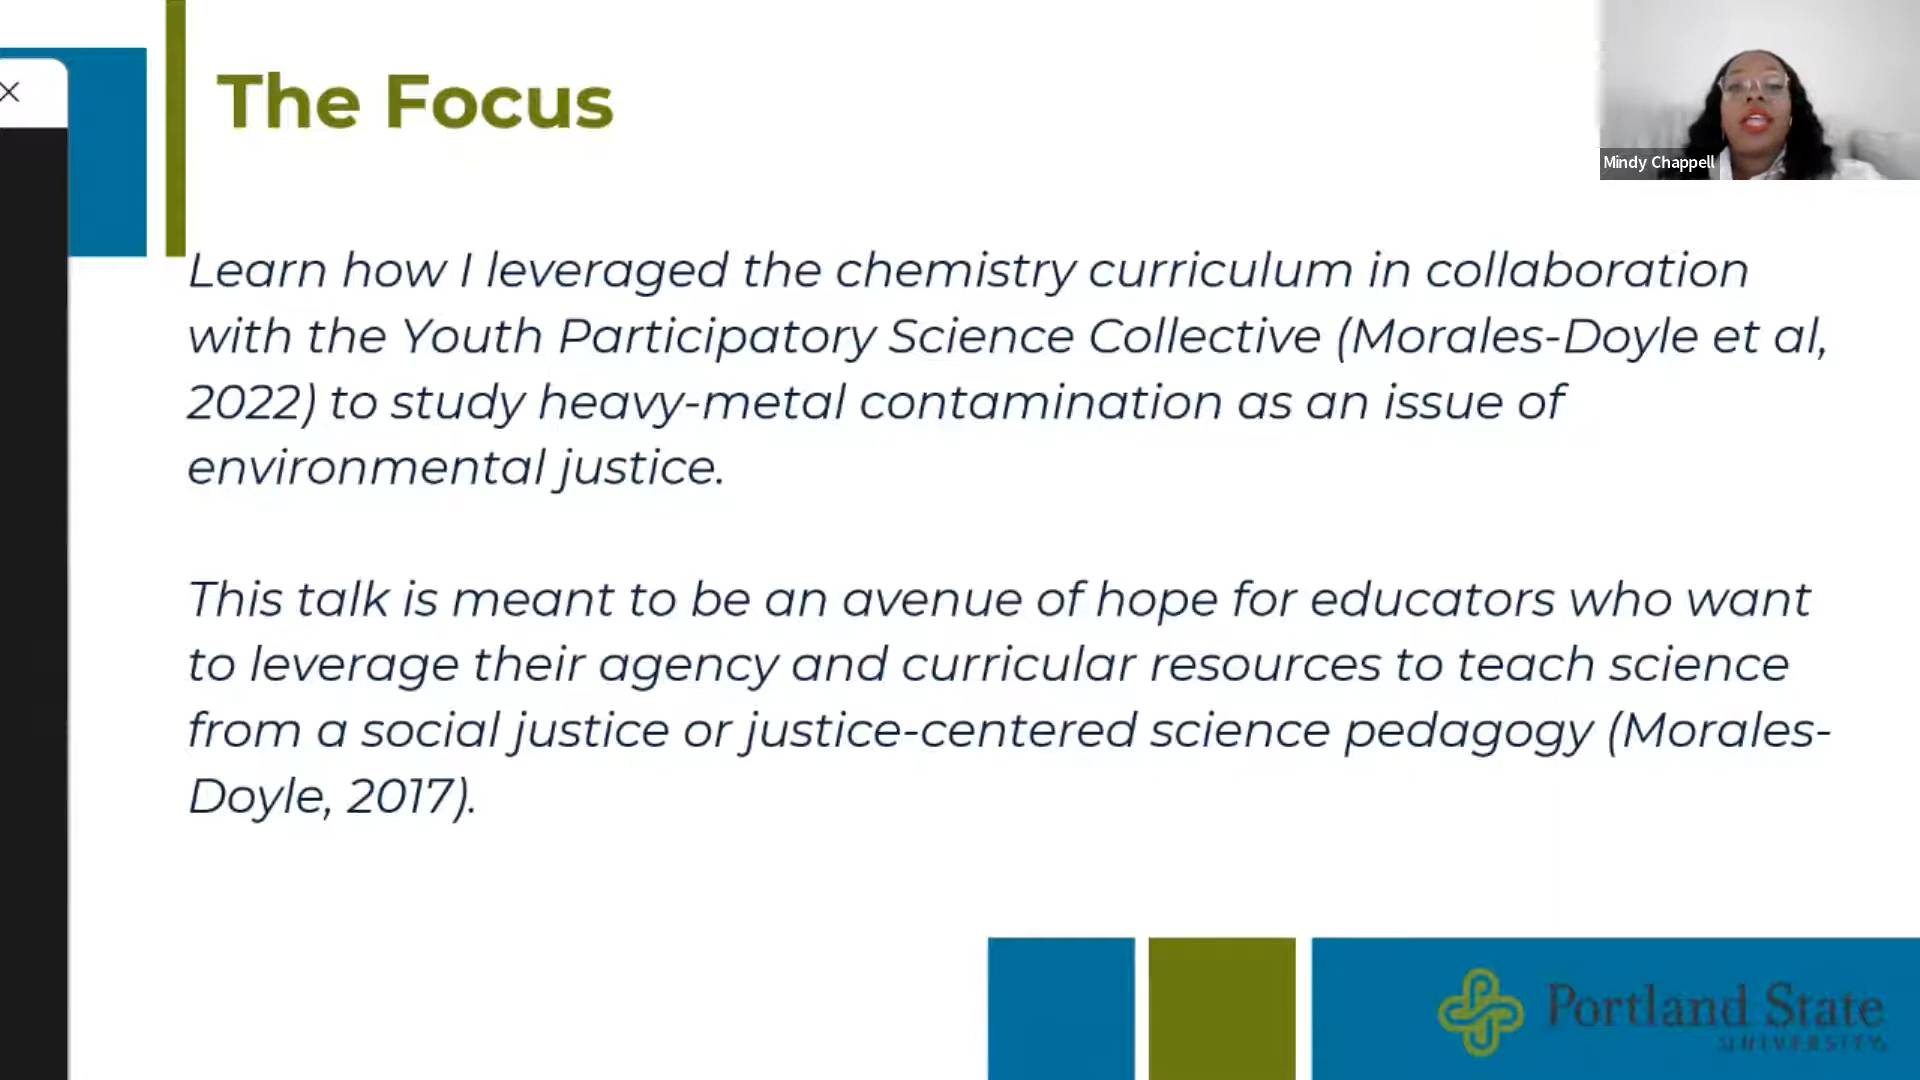 The Focus
Mindy Chappell
Learn how I leveraged the chemistry curriculum in collaboration
with the Youth Participatory Science Collective (Morales-Doyle et al,
2022) to study heavy-metal contamination as an issue of
environmental justice.
This talk is meant to be an avenue of hope for educators who want
to leverage their agency and curricular resources to teach science
from a social justice or justice-centered science pedagogy (Morales-
Doyle, 2017).
Portland State
UNIVERSITY